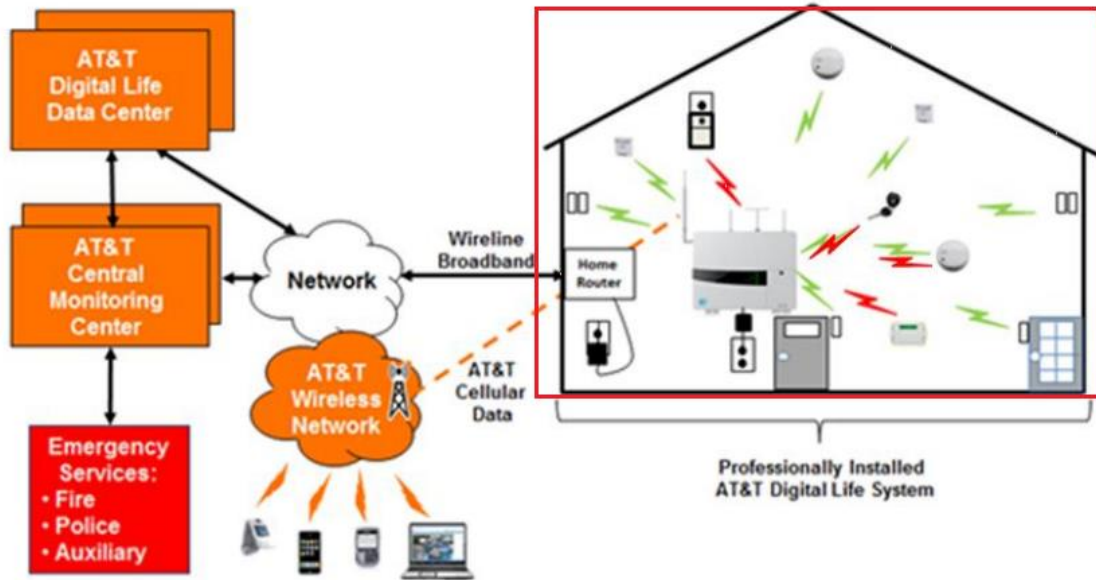 AT&T
Digital Life
Data Center
AT&T
Central
Monitoring
Center
Emergency
Services:
• Fire
• Police
• Auxiliary
Network
AT&T
Wireless
Network
Wireline
Broadband
AT&T
Cellular
Data
Home
Router
Professionally Installed
AT&T Digital Life System